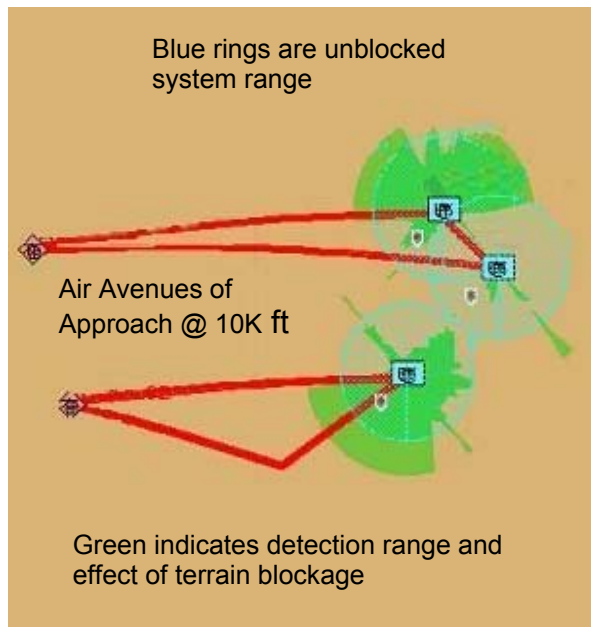 Blue rings are unblocked
system range
Air Avenues of
Approach @ 10K ft
Green indicates detection range and
effect of terrain blockage